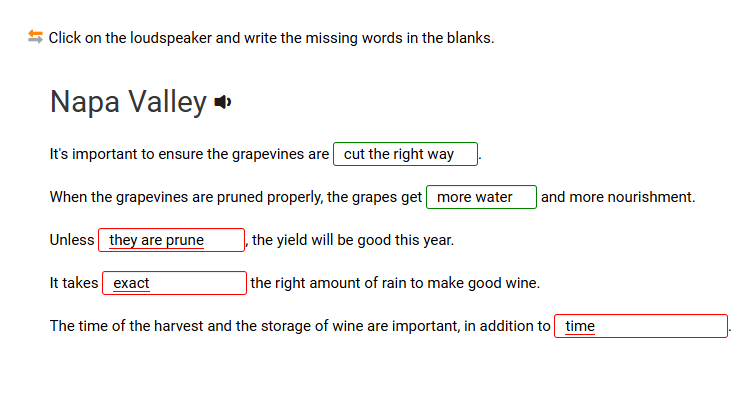 Click on the loudspeaker and write the missing words in the blanks.
Napa Valley
It's important to ensure the grapevines are cut the right way.
When the grapevines are pruned properly, the grapes get more water and more nourishment.
Unless they are prune, the yield will be good this year.
It takes exact the right amount of rain to make good wine.
The time of the harvest and the storage of wine are important, in addition to time.